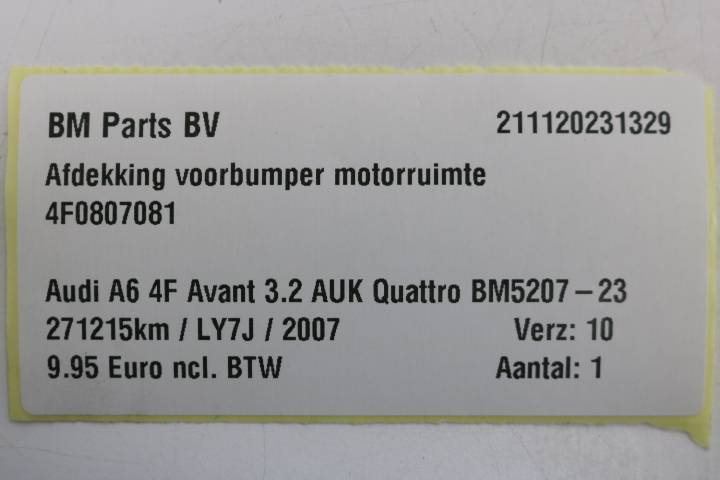 BM Parts BV 211120231329
Afdekking voorbumper motorruimte
4F0807081
Audi A6 4F Avant 3.2 AUK Quattro BM5207-23
271215km / LY7J / 2007 Verz: 10
9.95 Euro ncl. BTW Aantal: 1